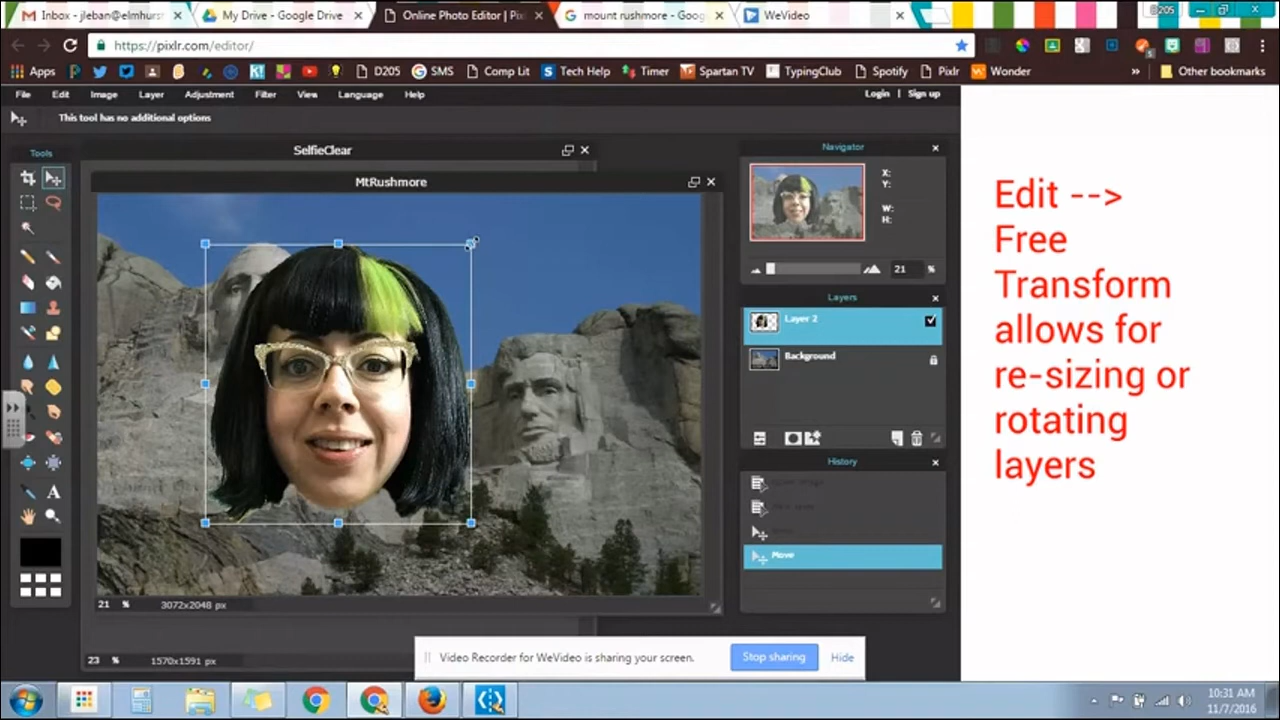 Inbox - jleban@elmhurst
My Drive - Google Drive
Online Photo Editor | Pix
mount rushmore - Goog
WeVideo
205
https://pixlr.com/editor/
Apps
D205
SMS
Comp Lit
Tech Help
Timer
Spartan TV
TypingClub
Spotify
Pixlr
Wonder
»
Other bookmarks
File Edit Image Layer Adjustment Filter View Language Help
Login | Sign up
This tool has no additional options
Tools
SelfieClear
MtRushmore
21 % 3072x2048 px
23 % 1570x1591 px
Navigator
X:
Y:
W:
H:
21 %
Layers
Layer 2
Background
History
Move
Edit -->
Free
Transform
allows for
re-sizing or
rotating
layers
Video Recorder for WeVideo is sharing your screen.
Stop sharing
Hide
10:31 AM
11/7/2016